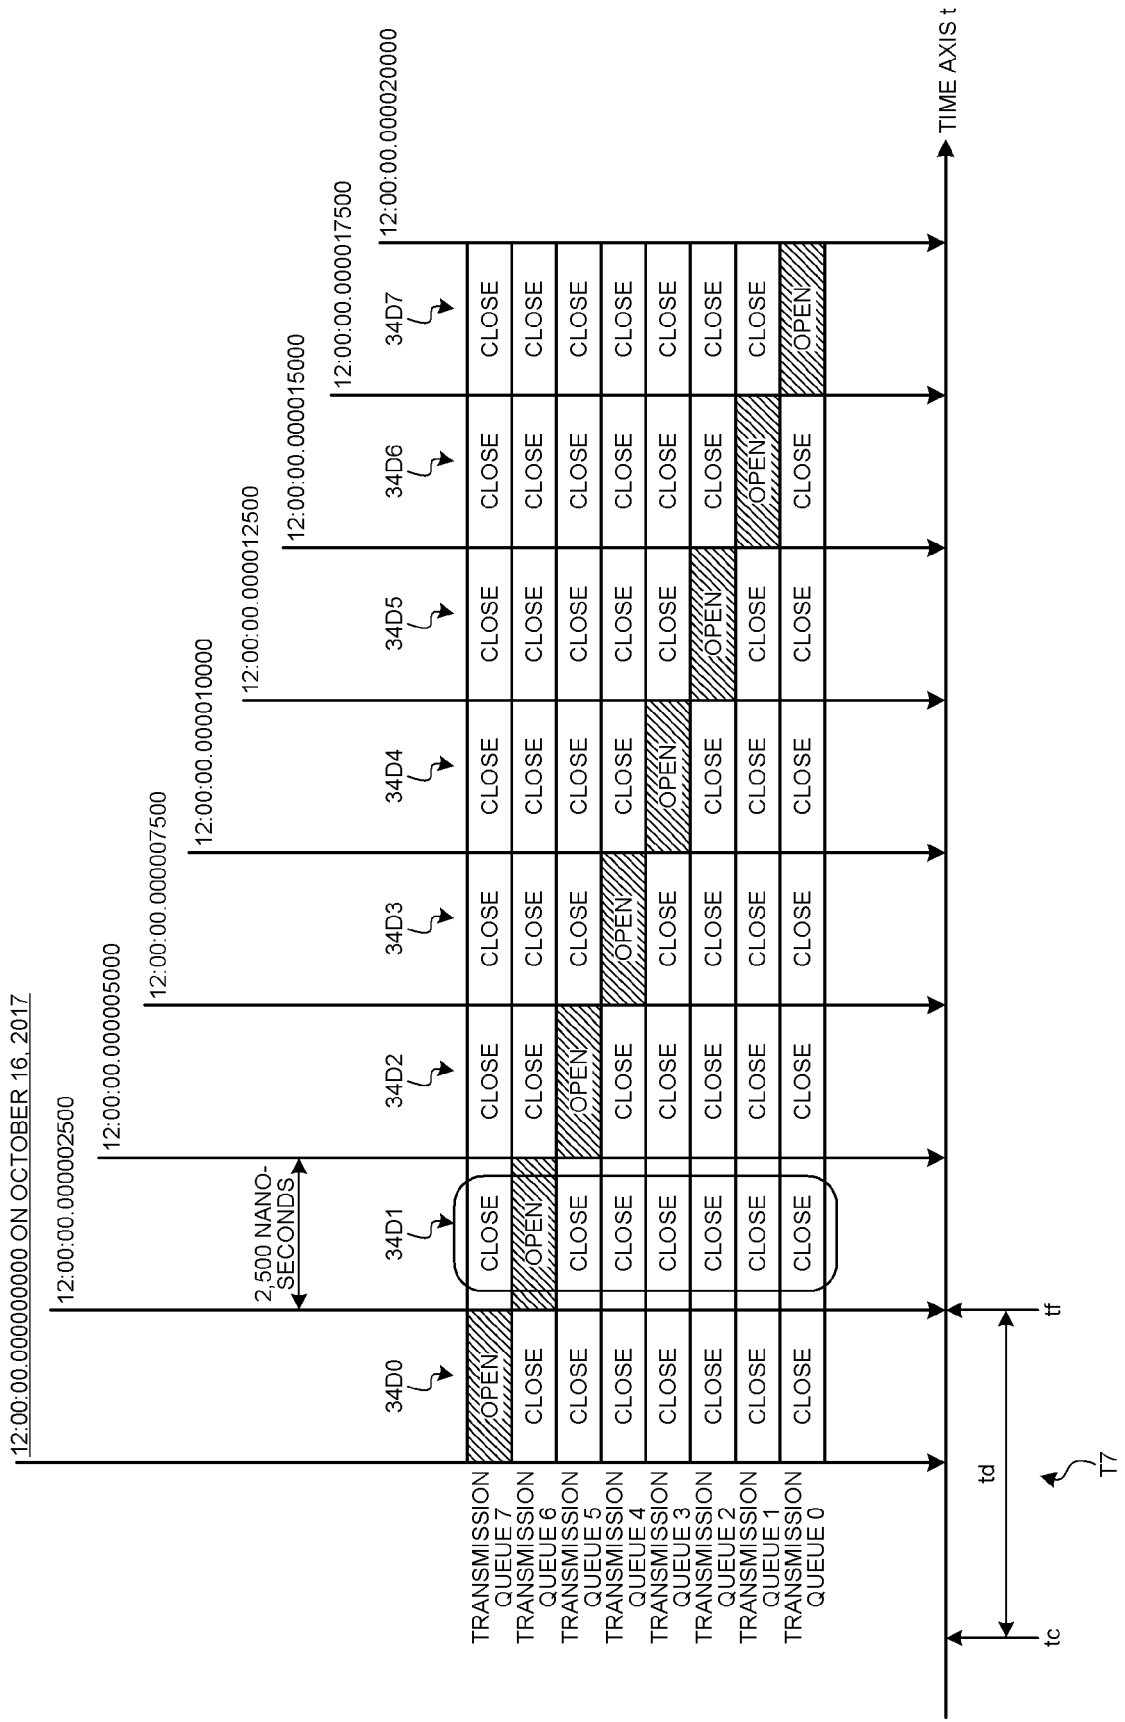 12:00:00.000000000 ON OCTOBER 16, 2017
12:00:00.000002500
12:00:00.000005000
12:00:00.000007500
12:00:00.000010000
12:00:00.000012500
12:00:00.000015000
12:00:00.000017500
12:00:00.000020000
2,500 NANO-
SECONDS
34D0
34D1
34D2
34D3
34D4
34D5
34D6
34D7
TRANSMISSION
QUEUE 7
OPEN
CLOSE
CLOSE
CLOSE
CLOSE
CLOSE
CLOSE
CLOSE
TRANSMISSION
QUEUE 6
CLOSE
OPEN
CLOSE
CLOSE
CLOSE
CLOSE
CLOSE
CLOSE
TRANSMISSION
QUEUE 5
CLOSE
CLOSE
OPEN
CLOSE
CLOSE
CLOSE
CLOSE
CLOSE
TRANSMISSION
QUEUE 4
CLOSE
CLOSE
CLOSE
OPEN
CLOSE
CLOSE
CLOSE
CLOSE
TRANSMISSION
QUEUE 3
CLOSE
CLOSE
CLOSE
CLOSE
OPEN
CLOSE
CLOSE
CLOSE
TRANSMISSION
QUEUE 2
CLOSE
CLOSE
CLOSE
CLOSE
CLOSE
OPEN
CLOSE
CLOSE
TRANSMISSION
QUEUE 1
CLOSE
CLOSE
CLOSE
CLOSE
CLOSE
CLOSE
OPEN
CLOSE
TRANSMISSION
QUEUE 0
CLOSE
CLOSE
CLOSE
CLOSE
CLOSE
CLOSE
CLOSE
OPEN
TIME AXIS t
td
tc
tf
T7